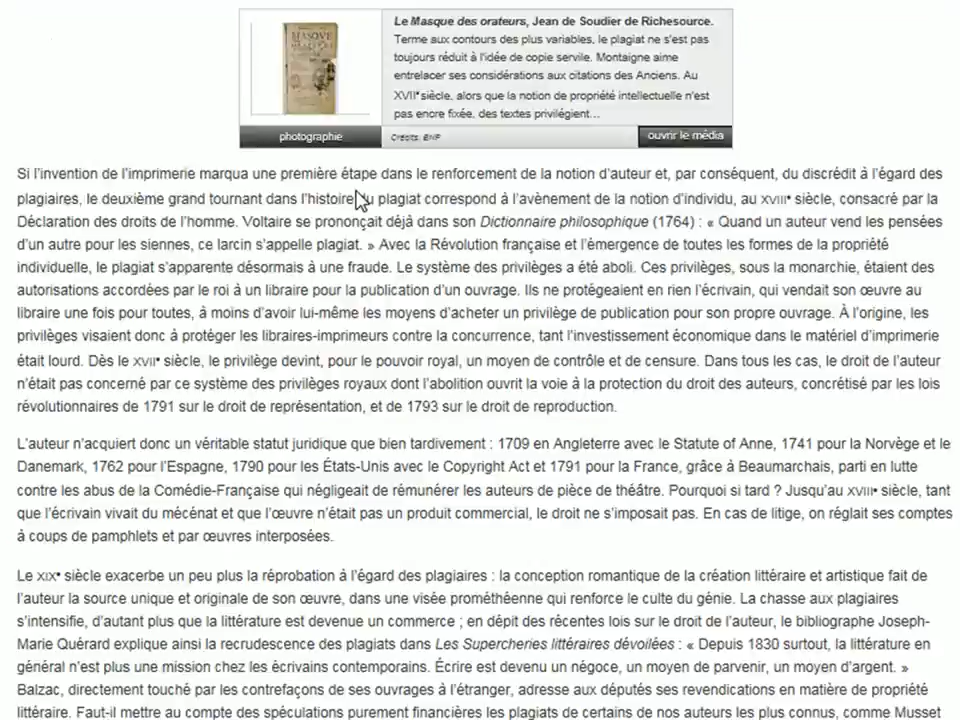 Le Masque des orateurs, Jean de Soudier de Richesource.
Terme aux contours des plus variables, le plagiat ne s'est pas
toujours réduit à l'idée de copie servile. Montaigne aime
entrelacer ses considérations aux citations des Anciens. Au
XVIIe siècle, alors que la notion de propriété intellectuelle n'est
pas encre fixée, des textes privilégient...
photographie
Crédits: BNF
ouvrir le média
Si l'invention de l'imprimerie marqua une première étape dans le renforcement de la notion d'auteur et, par conséquent, du discrédit à l'égard des
plagiaires, le deuxième grand tournant dans l'histoire du plagiat correspond à l'avènement de la notion d'individu, au XVIIIe siècle, consacré par la
Déclaration des droits de l'homme. Voltaire se prononçait déjà dans son Dictionnaire philosophique (1764) : « Quand un auteur vend les pensées
d'un autre pour les siennes, ce larcin s'appelle plagiat. » Avec la Révolution française et l'émergence de toutes les formes de la propriété
individuelle, le plagiat s'apparente désormais à une fraude. Le système des privilèges a été aboli. Ces privilèges, sous la monarchie, étaient des
autorisations accordées par le roi à un libraire pour la publication d'un ouvrage. Ils ne protégeaient en rien l'écrivain, qui vendait son œuvre au
libraire une fois pour toutes, à moins d'avoir lui-même les moyens d'acheter un privilège de publication pour son propre ouvrage. À l'origine, les
privilèges visaient donc à protéger les libraires-imprimeurs contre la concurrence, tant l'investissement économique dans le matériel d'imprimerie
était lourd. Dès le XVIIe siècle, le privilège devint, pour le pouvoir royal, un moyen de contrôle et de censure. Dans tous les cas, le droit de l'auteur
n'était pas concerné par ce système des privilèges royaux dont l'abolition ouvrit la voie à la protection du droit des auteurs, concrétisé par les lois
révolutionnaires de 1791 sur le droit de représentation, et de 1793 sur le droit de reproduction.
L'auteur n'acquiert donc un véritable statut juridique que bien tardivement : 1709 en Angleterre avec le Statute of Anne, 1741 pour la Norvège et le
Danemark, 1762 pour l'Espagne, 1790 pour les États-Unis avec le Copyright Act et 1791 pour la France, grâce à Beaumarchais, parti en lutte
contre les abus de la Comédie-Française qui négligeait de rémunérer les auteurs de pièce de théâtre. Pourquoi si tard ? Jusqu'au XVIIIe siècle, tant
que l'écrivain vivait du mécénat et que l'œuvre n'était pas un produit commercial, le droit ne s'imposait pas. En cas de litige, on réglait ses comptes
à coups de pamphlets et par œuvres interposées.
Le XIXe siècle exacerbe un peu plus la réprobation à l'égard des plagiaires : la conception romantique de la création littéraire et artistique fait de
l'auteur la source unique et originale de son œuvre, dans une visée prométhéenne qui renforce le culte du génie. La chasse aux plagiaires
s'intensifie, d'autant plus que la littérature est devenue un commerce ; en dépit des récentes lois sur le droit de l'auteur, le bibliographe Joseph-
Marie Quérard explique ainsi la recrudescence des plagiats dans Les Supercheries littéraires dévoilées : « Depuis 1830 surtout, la littérature en
général n'est plus une mission chez les écrivains contemporains. Écrire est devenu un négoce, un moyen de parvenir, un moyen d'argent. »
Balzac, directement touché par les contrefaçons de ses ouvrages à l'étranger, adresse aux députés ses revendications en matière de propriété
littéraire. Faut-il mettre au compte des spéculations purement financières les plagiats de certains de nos auteurs les plus connus, comme Musset